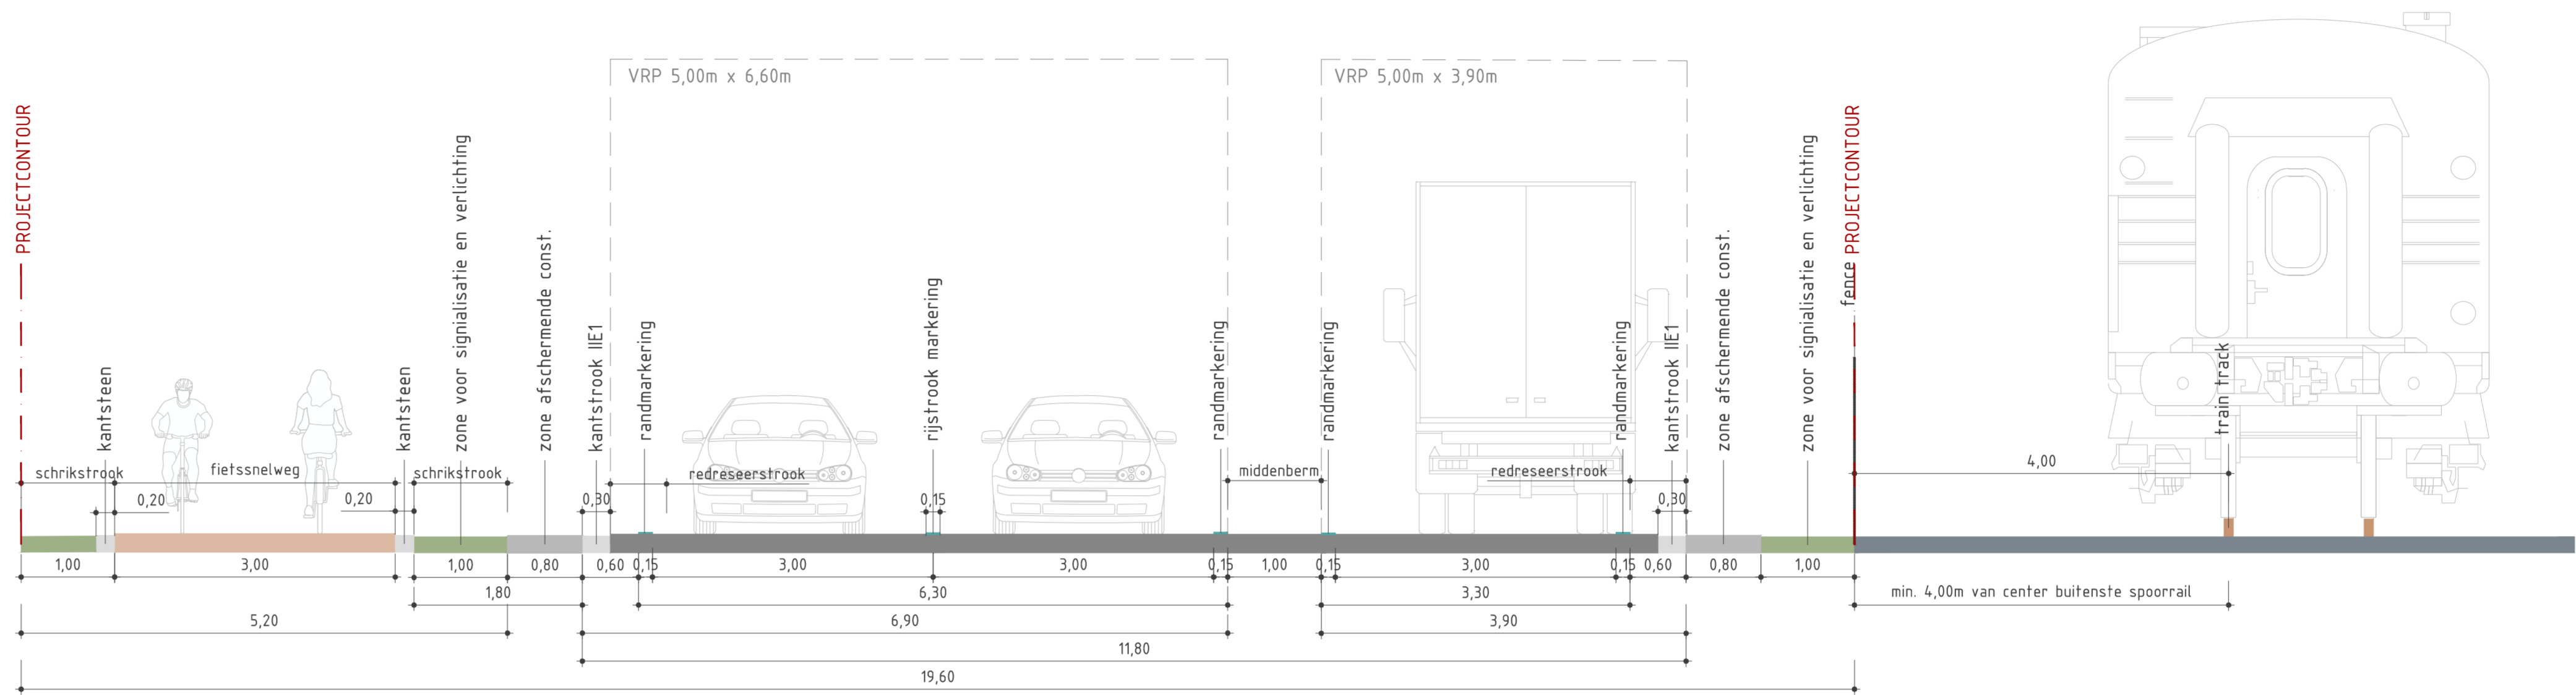 VRP 5,00m x 6,60m
VRP 5,00m x 3,90m
PROJECTCONTOUR
kantsteen
kantsteen
zone voor signialisatie en verlichting
zone afschermende const.
kantstrook IIE1
randmarkering
rijstrook markering
randmarkering
randmarkering
randmarkering
kantstrook IIE1
zone afschermende const.
zone voor signialisatie en verlichting
fence
PROJECTCONTOUR
train track
schrikstrook
fietssnelweg
schrikstrook
redreseerstrook
middenberm
redreseerstrook
4,00
0,20
0,20
0,30
0,15
0,30
1,00
3,00
1,00
0,80
0,60
0,15
3,00
3,00
0,15
1,00
0,15
3,00
0,15
0,60
0,80
1,00
1,80
6,30
3,30
min. 4,00m van center buitenste spoorrail
5,20
6,90
3,90
11,80
19,60